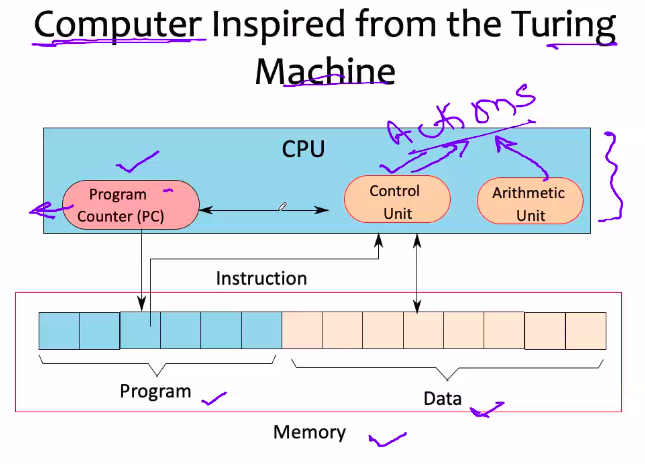 Computer Inspired from the Turing
Machine
Actions
CPU
Program
Counter (PC)
Control
Unit
Arithmetic
Unit
Instruction
Program
Data
Memory